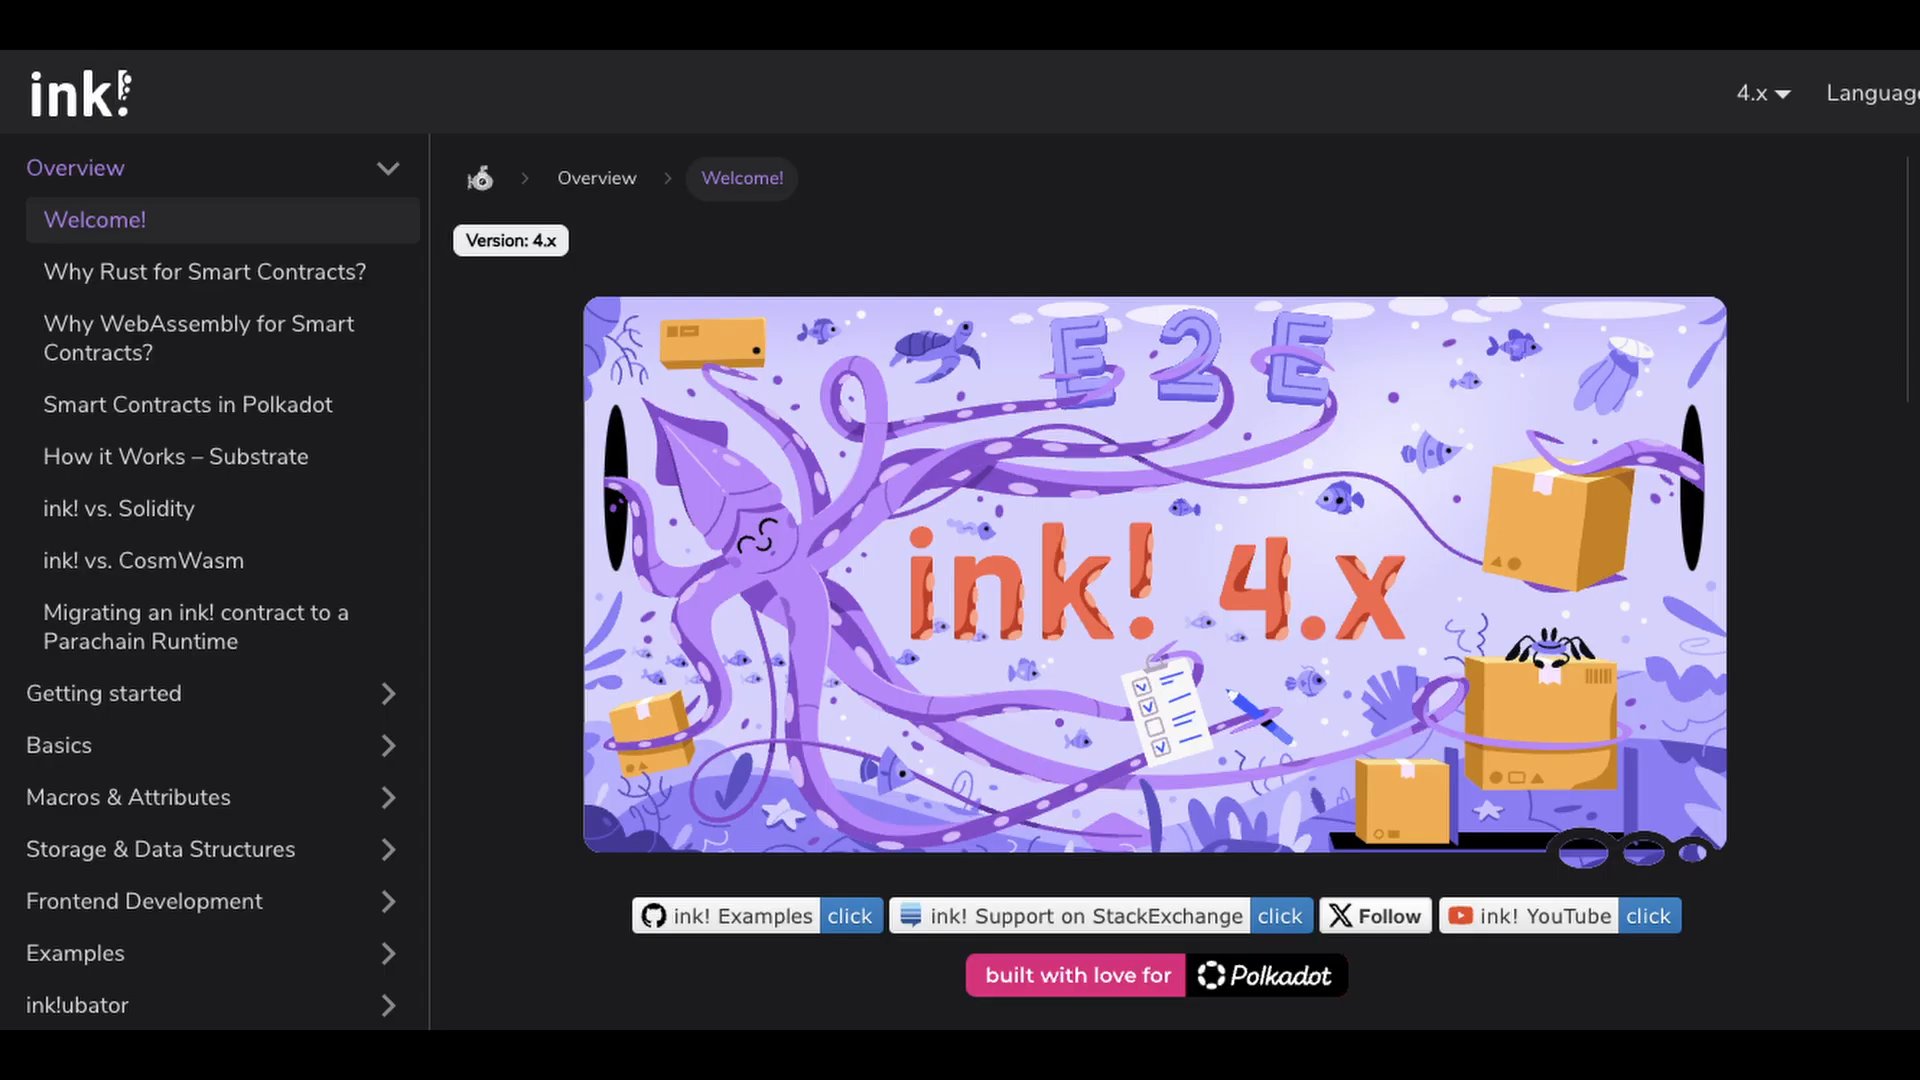 ink!
4.x
Language
Overview
Welcome!
Why Rust for Smart Contracts?
Why WebAssembly for Smart
Contracts?
Smart Contracts in Polkadot
How it Works – Substrate
ink! vs. Solidity
ink! vs. CosmWasm
Migrating an ink! contract to a
Parachain Runtime
Getting started
Basics
Macros & Attributes
Storage & Data Structures
Frontend Development
Examples
ink!ubator
Overview
Welcome!
Version: 4.x
E2E
ink! 4.x
ink! Examples click
ink! Support on StackExchange click
Follow
ink! YouTube click
built with love for Polkadot